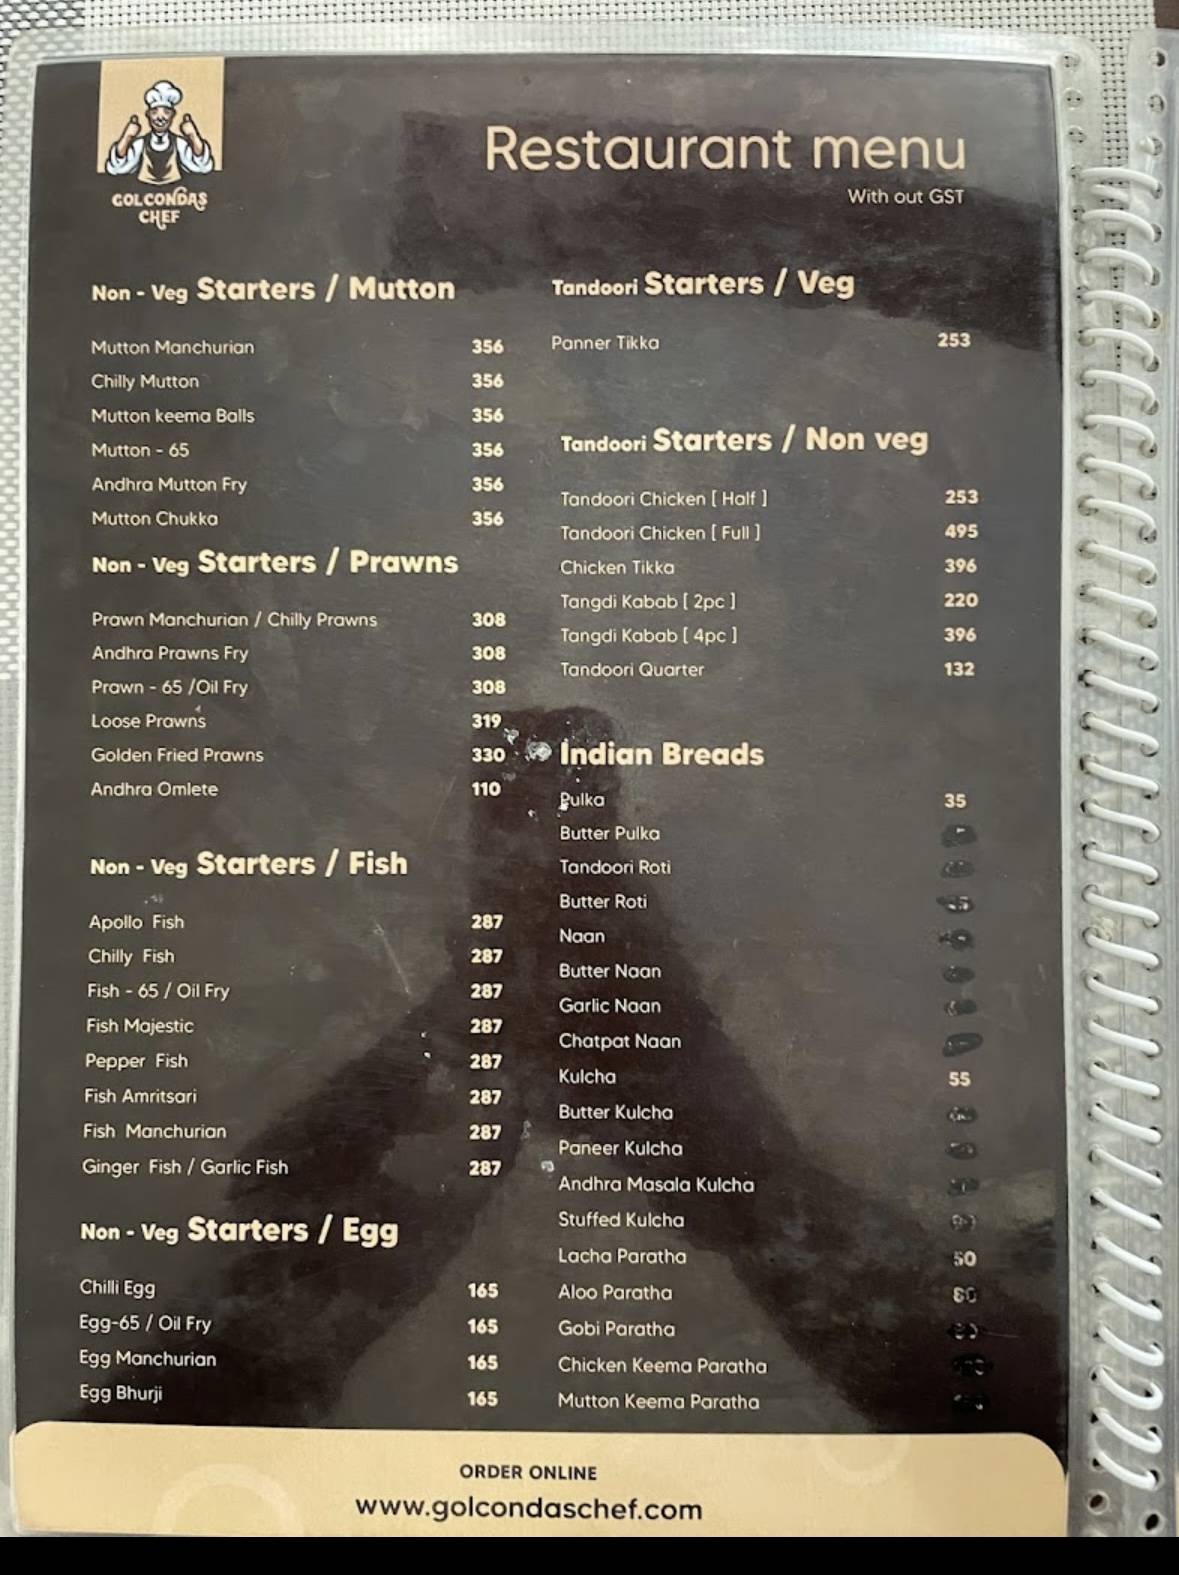 GOLCONDAS
CHEF
Restaurant menu
With out GST
Non - Veg Starters / Mutton
Mutton Manchurian 356
Chilly Mutton 356
Mutton keema Balls 356
Mutton - 65 356
Andhra Mutton Fry 356
Mutton Chukka 356
Non - Veg Starters / Prawns
Prawn Manchurian / Chilly Prawns 308
Andhra Prawns Fry 308
Prawn - 65 /Oil Fry 308
Loose Prawns 319
Golden Fried Prawns 330
Andhra Omlete 110
Non - Veg Starters / Fish
Apollo Fish 287
Chilly Fish 287
Fish - 65 / Oil Fry 287
Fish Majestic 287
Pepper Fish 287
Fish Amritsari 287
Fish Manchurian 287
Ginger Fish / Garlic Fish 287
Non - Veg Starters / Egg
Chilli Egg 165
Egg-65 / Oil Fry 165
Egg Manchurian 165
Egg Bhurji 165
Tandoori Starters / Veg
Panner Tikka 253
Tandoori Starters / Non veg
Tandoori Chicken [ Half ] 253
Tandoori Chicken [ Full ] 495
Chicken Tikka 396
Tangdi Kabab [ 2pc ] 220
Tangdi Kabab [ 4pc ] 396
Tandoori Quarter 132
Indian Breads
Pulka 35
Butter Pulka
Tandoori Roti
Butter Roti
Naan
Butter Naan
Garlic Naan
Chatpat Naan
Kulcha 55
Butter Kulcha
Paneer Kulcha
Andhra Masala Kulcha
Stuffed Kulcha
Lacha Paratha
Aloo Paratha
Gobi Paratha
Chicken Keema Paratha
Mutton Keema Paratha
ORDER ONLINE
www.golcondaschef.com